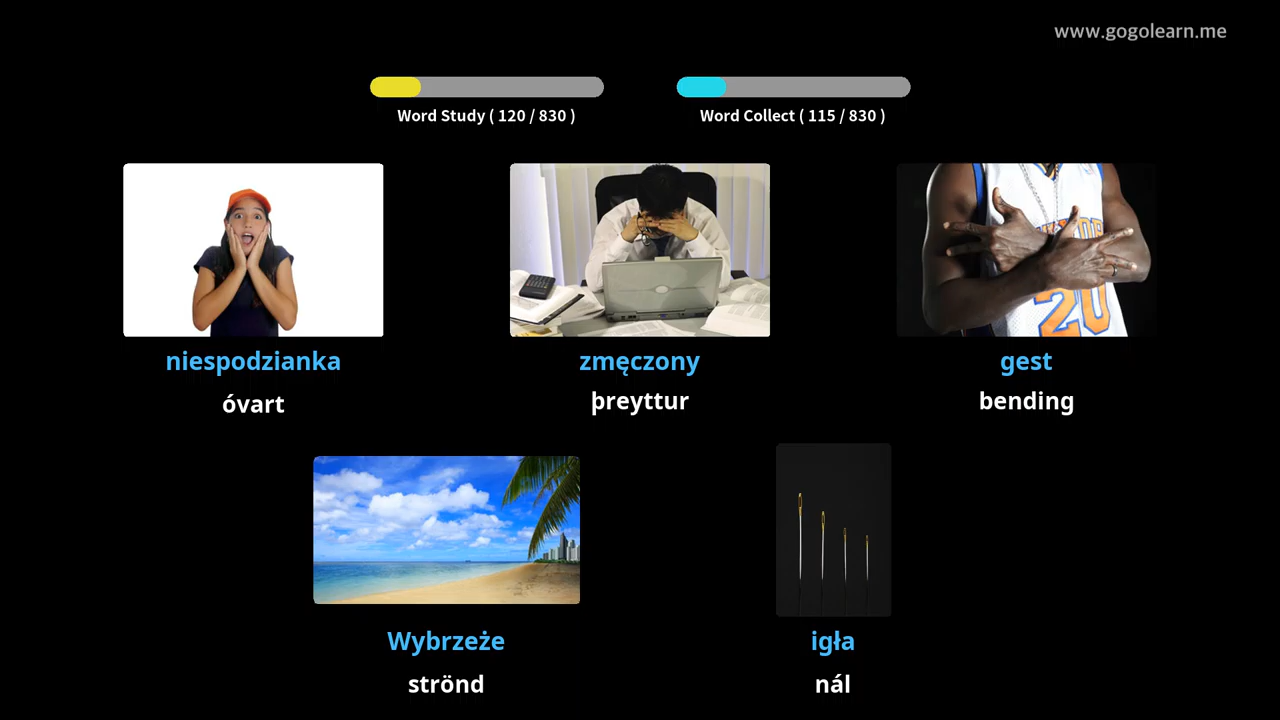 www.gogolearn.me
Word Study ( 120 / 830 )
Word Collect ( 115 / 830 )
20
niespodzianka
zmęczony
gest
óvart
þreyttur
bending
Wybrzeże
igła
strönd
nál